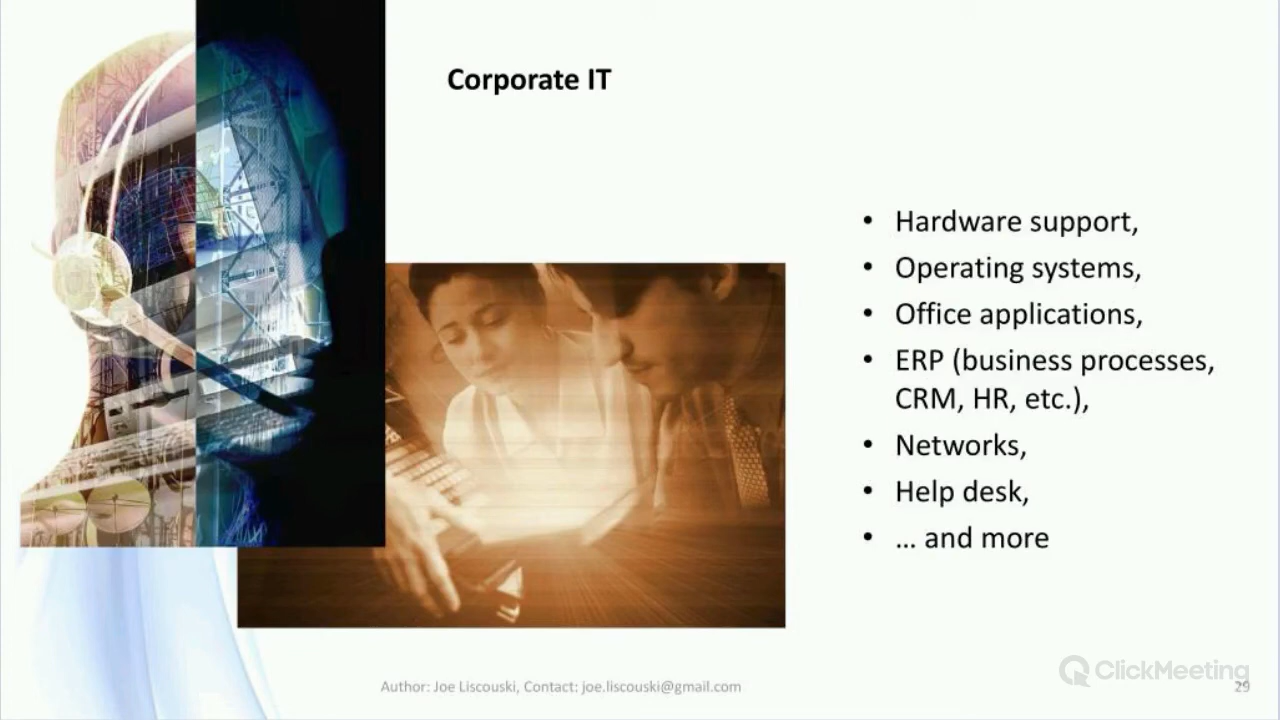 Corporate IT
• Hardware support,
• Operating systems,
• Office applications,
• ERP (business processes,
CRM, HR, etc.),
• Networks,
• Help desk,
• ... and more
Author: Joe Liscouski, Contact: joe.liscouski@gmail.com
ClickMeeting
29